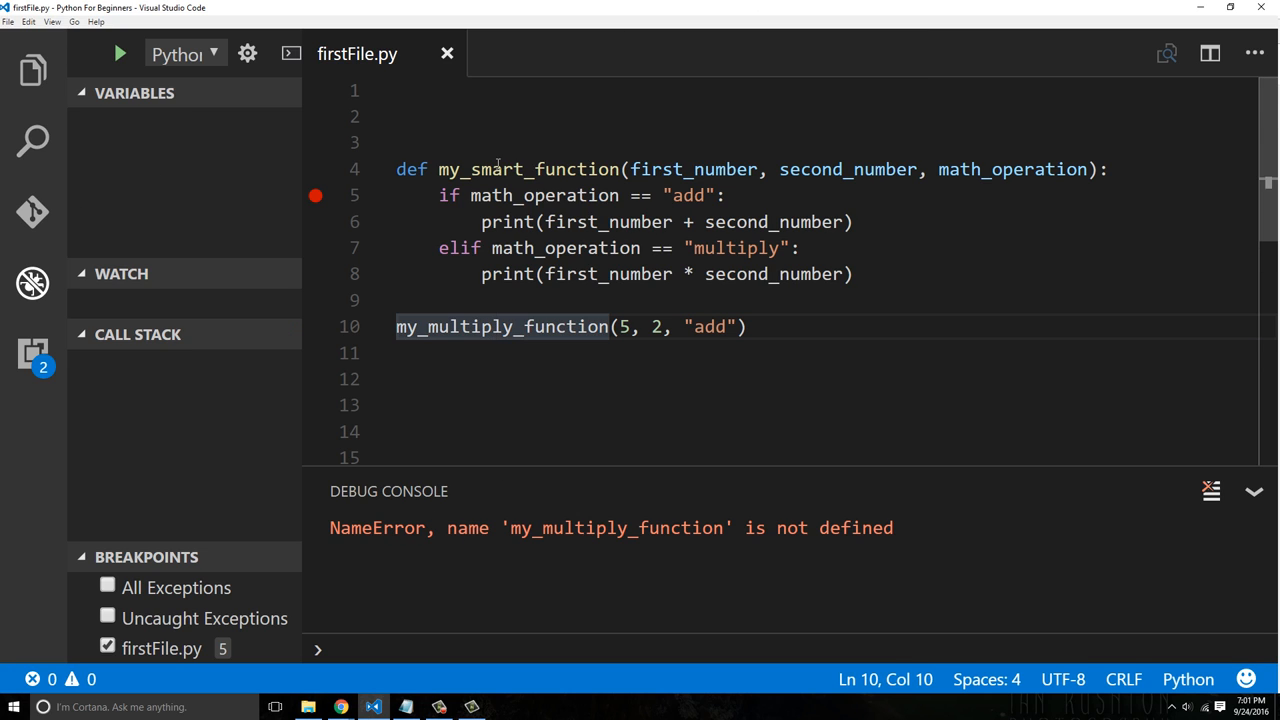 firstFile.py - Python For Beginners - Visual Studio Code
File Edit View Go Help
Python
firstFile.py
VARIABLES
WATCH
CALL STACK
2
BREAKPOINTS
All Exceptions
Uncaught Exceptions
firstFile.py 5
1
2
3
4 def my_smart_function(first_number, second_number, math_operation):
5 if math_operation == "add":
6 print(first_number + second_number)
7 elif math_operation == "multiply":
8 print(first_number * second_number)
9
10 my_multiply_function(5, 2, "add")
11
12
13
14
15
DEBUG CONSOLE
NameError, name 'my_multiply_function' is not defined
0 0
Ln 10, Col 10 Spaces: 4 UTF-8 CRLF Python
I'm Cortana. Ask me anything.
7:01 PM
9/24/2016